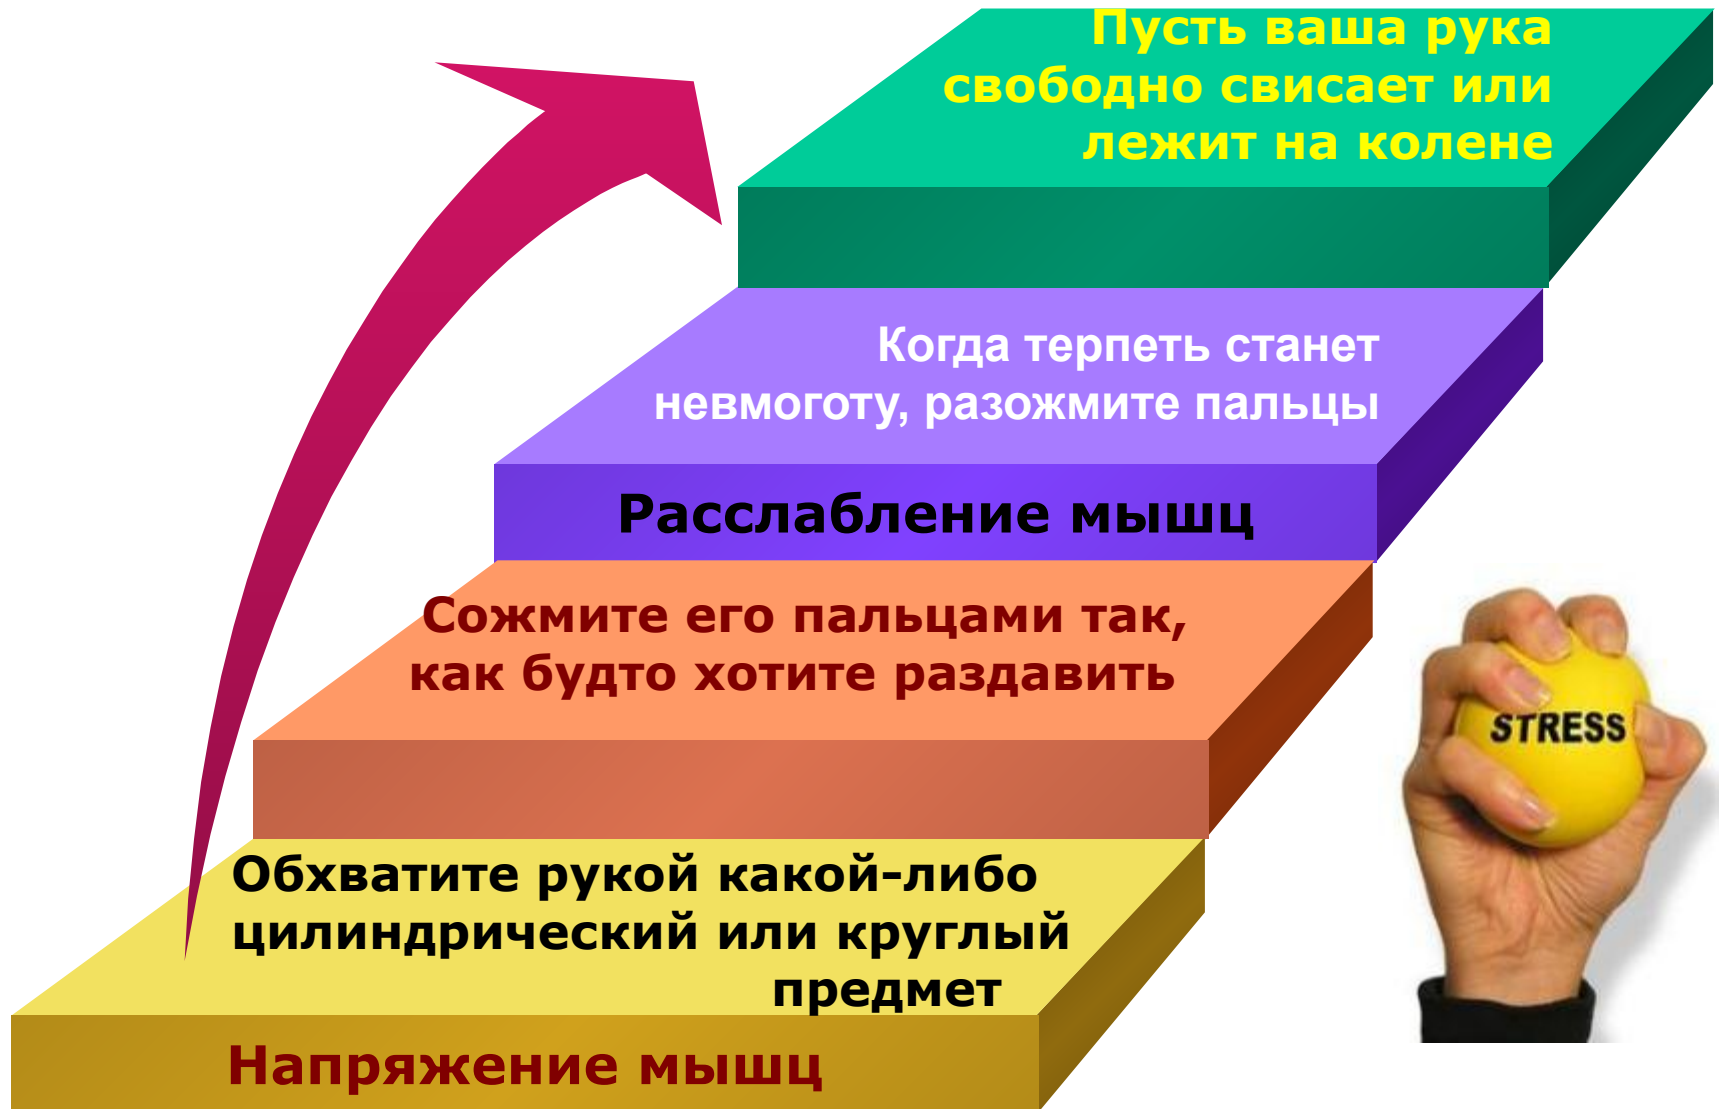 Пусть ваша рука
свободно свисает или
лежит на колене
Когда терпеть станет
невмоготу, разожмите пальцы
Расслабление мышц
Сожмите его пальцами так,
как будто хотите раздавить
STRESS
Обхватите рукой какой-либо
цилиндрический или круглый
предмет
Напряжение мышц